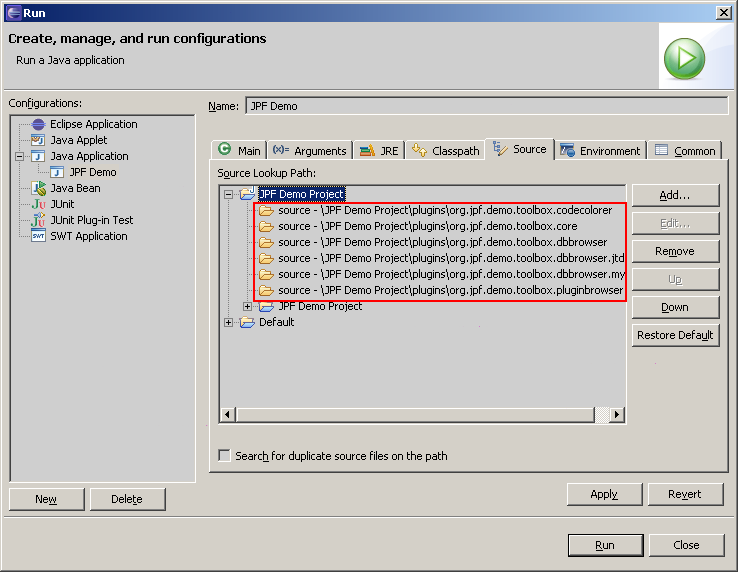 Run
Create, manage, and run configurations
Run a Java application
Configurations:
Eclipse Application
Java Applet
Java Application
JPF Demo
Java Bean
JUnit
JUnit Plug-in Test
SWT Application
New
Delete
Name: JPF Demo
Main
(x)= Arguments
JRE
Classpath
Source
Environment
Common
Source Lookup Path:
JPF Demo Project
source - \JPF Demo Project\plugins\org.jpf.demo.toolbox.codecolorer
source - \JPF Demo Project\plugins\org.jpf.demo.toolbox.core
source - \JPF Demo Project\plugins\org.jpf.demo.toolbox.dbbrowser
source - \JPF Demo Project\plugins\org.jpf.demo.toolbox.dbbrowser.jtd
source - \JPF Demo Project\plugins\org.jpf.demo.toolbox.dbbrowser.my
source - \JPF Demo Project\plugins\org.jpf.demo.toolbox.pluginbrowser
JPF Demo Project
Default
Add...
Edit...
Remove
Up
Down
Restore Default
Search for duplicate source files on the path
Apply
Revert
Run
Close